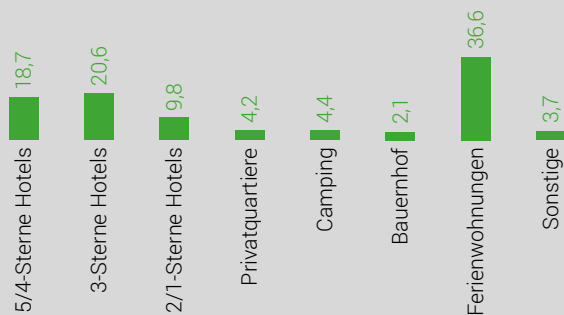 18,7
20,6
9,8
4,2
4,4
2,1
36,6
3,7
5/4-Sterne Hotels
3-Sterne Hotels
2/1-Sterne Hotels
Privatquartiere
Camping
Bauernhof
Ferienwohnungen
Sonstige